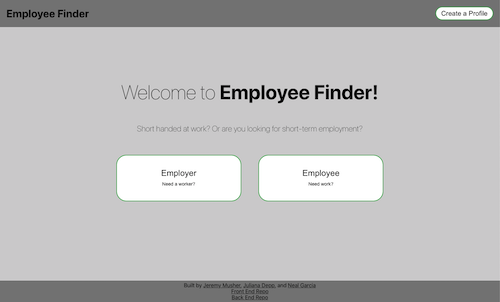 Employee Finder
Create a Profile
Welcome to Employee Finder!
Short handed at work? Or are you looking for short-term employment?
Employer
Need a worker?
Employee
Need work?
Built by Jeremy Musher, Juliana Depp, and Neal Garcia
Front End Repo
Back End Repo